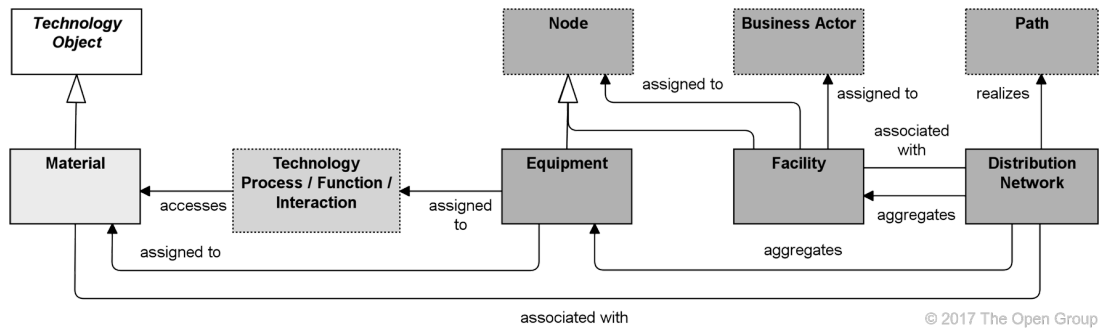 Technology
Object
Node
Business Actor
Path
assigned to
assigned to
realizes
associated
with
Material
Technology
Process / Function /
Interaction
Equipment
Facility
Distribution
Network
accesses
assigned
to
aggregates
assigned to
aggregates
associated with
© 2017 The Open Group